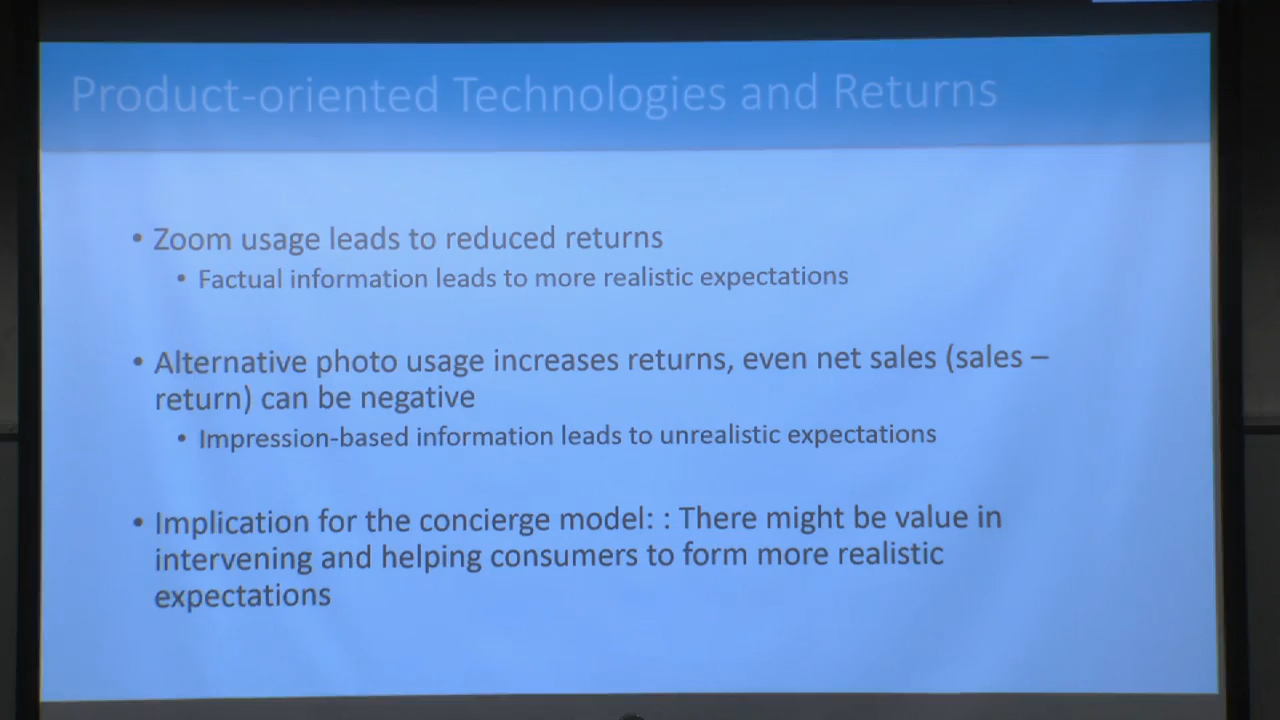 Product-oriented Technologies and Returns
• Zoom usage leads to reduced returns
• Factual information leads to more realistic expectations
• Alternative photo usage increases returns, even net sales (sales –
return) can be negative
• Impression-based information leads to unrealistic expectations
• Implication for the concierge model: : There might be value in
intervening and helping consumers to form more realistic
expectations